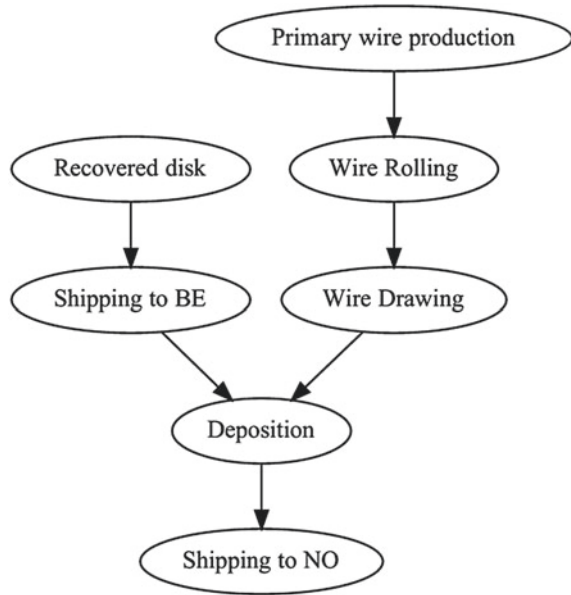 Primary wire production
Recovered disk
Wire Rolling
Shipping to BE
Wire Drawing
Deposition
Shipping to NO